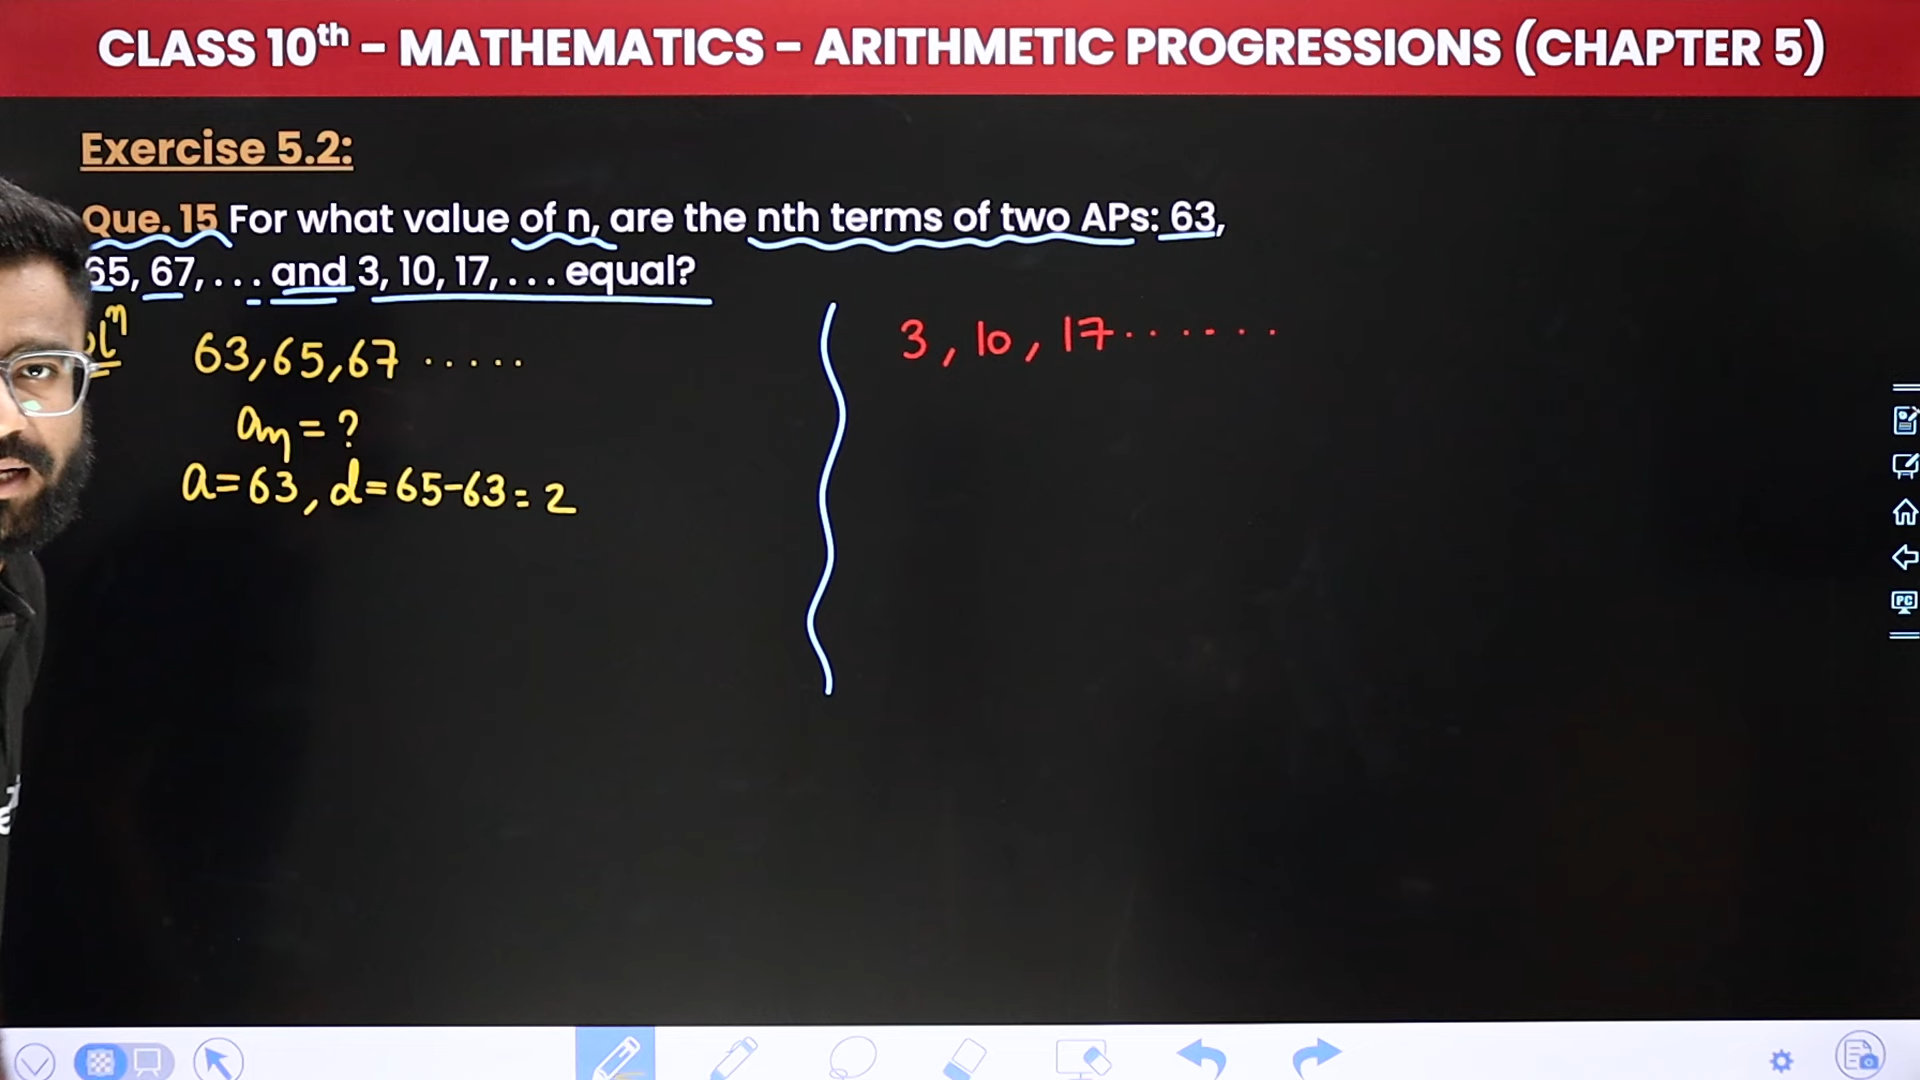 CLASS 10th – MATHEMATICS – ARITHMETIC PROGRESSIONS (CHAPTER 5)
Exercise 5.2:
Que. 15 For what value of n, are the nth terms of two APs: 63,
65, 67, . . . and 3, 10, 17, . . . equal?
63, 65, 67 .....
3, 10, 17 ......
an = ?
a = 63, d = 65-63 = 2
PC